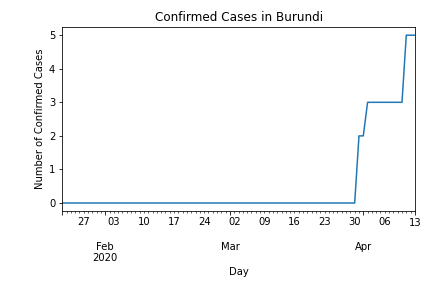 Confirmed Cases in Burundi
Number of Confirmed Cases
5
4
3
2
1
0
27 03 10 17 24 02 09 16 23 30 06 13
Feb Mar Apr
2020
Day